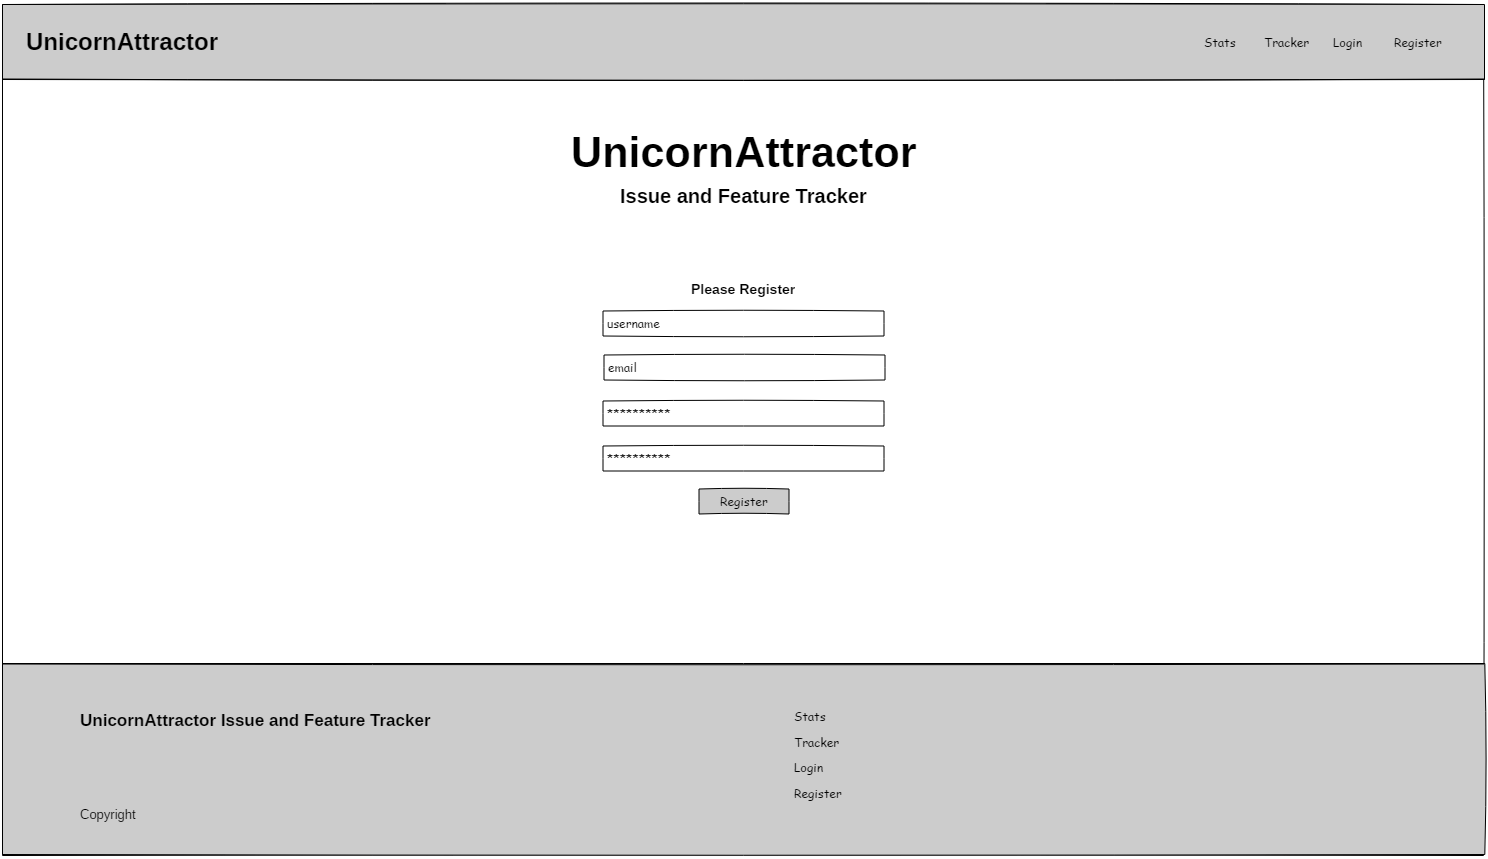 UnicornAttractor
Stats Tracker Login Register
UnicornAttractor
Issue and Feature Tracker
Please Register
username
email
**********
**********
Register
UnicornAttractor Issue and Feature Tracker
Copyright
Stats
Tracker
Login
Register